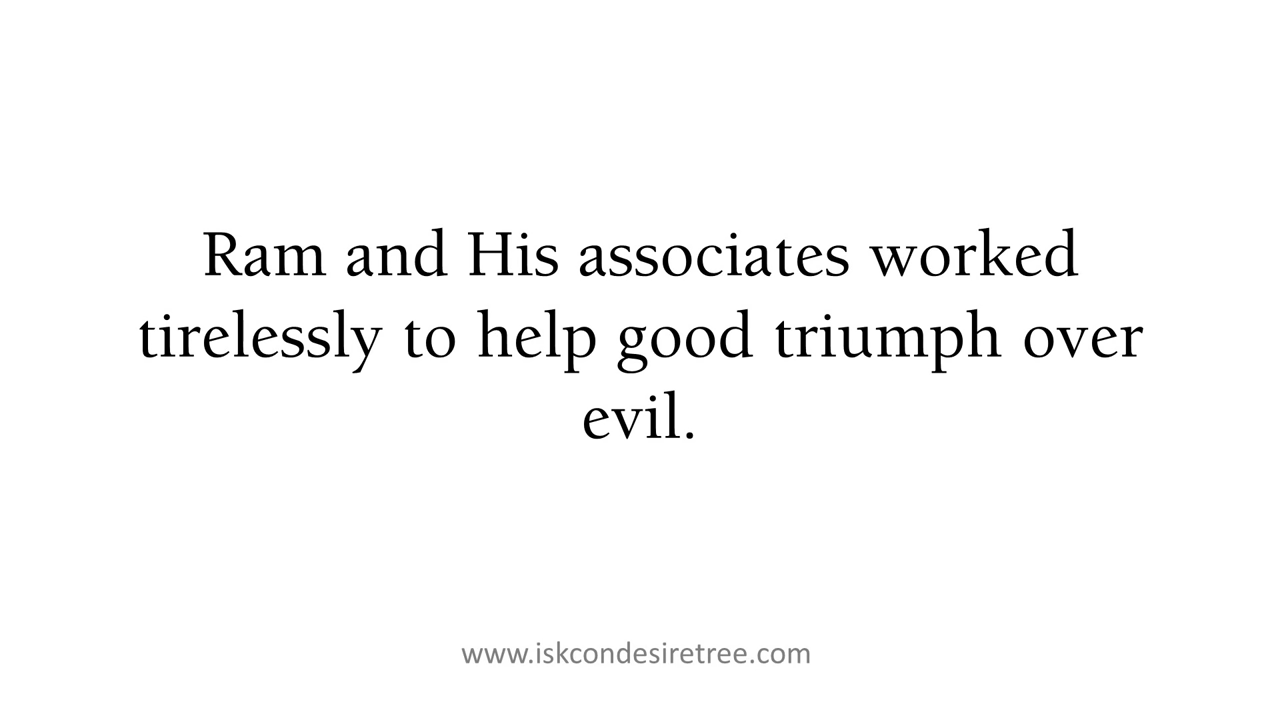 Ram and His associates worked
tirelessly to help good triumph over
evil.
www.iskcondesiretree.com